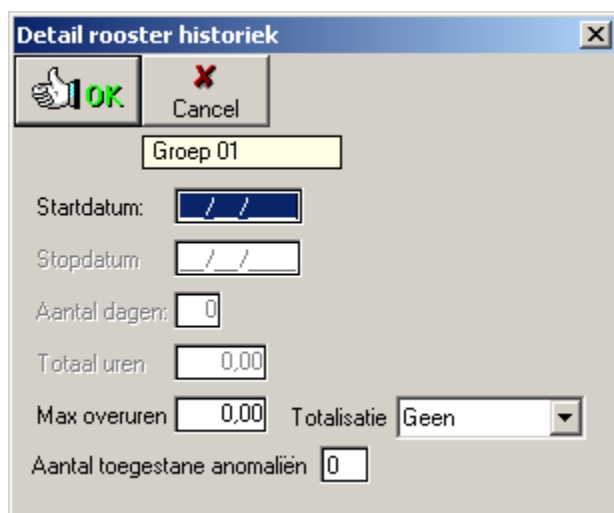 Detail rooster historiek
OK
Cancel
Groep 01
Startdatum: __/__/____
Stopdatum __/__/____
Aantal dagen: 0
Totaal uren 0,00
Max overuren 0,00 Totalisatie Geen
Aantal toegestane anomaliën 0